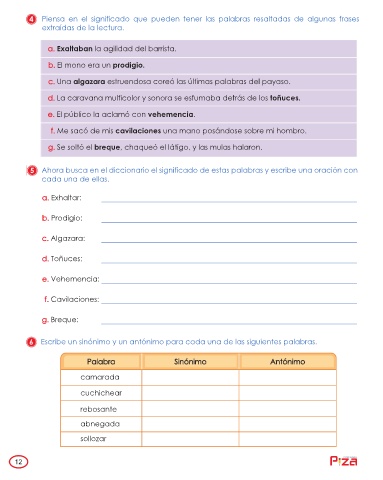 4 Piensa en el significado que pueden tener las palabras resaltadas de algunas frases
extraídas de la lectura.
a. Exaltaban la agilidad del barrista.
b. El mono era un prodigio.
c. Una algazara estruendosa coreó las últimas palabras del payaso.
d. La caravana multicolor y sonora se esfumaba detrás de los toñuces.
e. El público la aclamó con vehemencia.
f. Me sacó de mis cavilaciones una mano posándose sobre mi hombro.
g. Se soltó el breque, chaqueó el látigo, y las mulas halaron.
5 Ahora busca en el diccionario el significado de estas palabras y escribe una oración con
cada una de ellas.
a. Exhaltar:
b. Prodigio:
c. Algazara:
d. Toñuces:
e. Vehemencia:
f. Cavilaciones:
g. Breque:
6 Escribe un sinónimo y un antónimo para cada una de las siguientes palabras.
Palabra Sinónimo Antónimo
camarada
cuchichear
rebosante
abnegada
sollozar
12